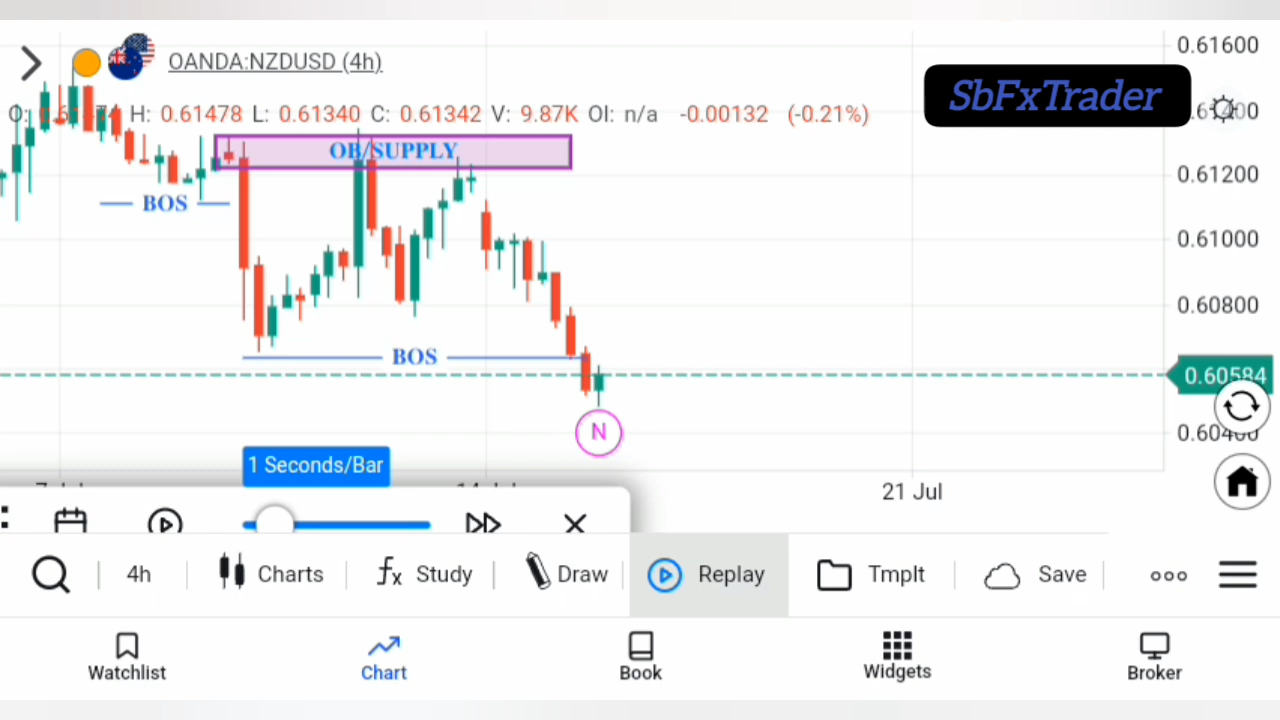 0.61600
OANDA:NZDUSD (4h)
SbFxTrader
H: 0.61478 L: 0.61340 C: 0.61342 V: 9.87K OI: n/a -0.00132 (-0.21%)
OB/SUPPLY
0.61200
BOS
0.61000
0.60800
BOS
0.60584
N
1 Seconds/Bar
21 Jul
4h Charts fx Study Draw Replay Tmplt Save
Watchlist Chart Book Widgets Broker